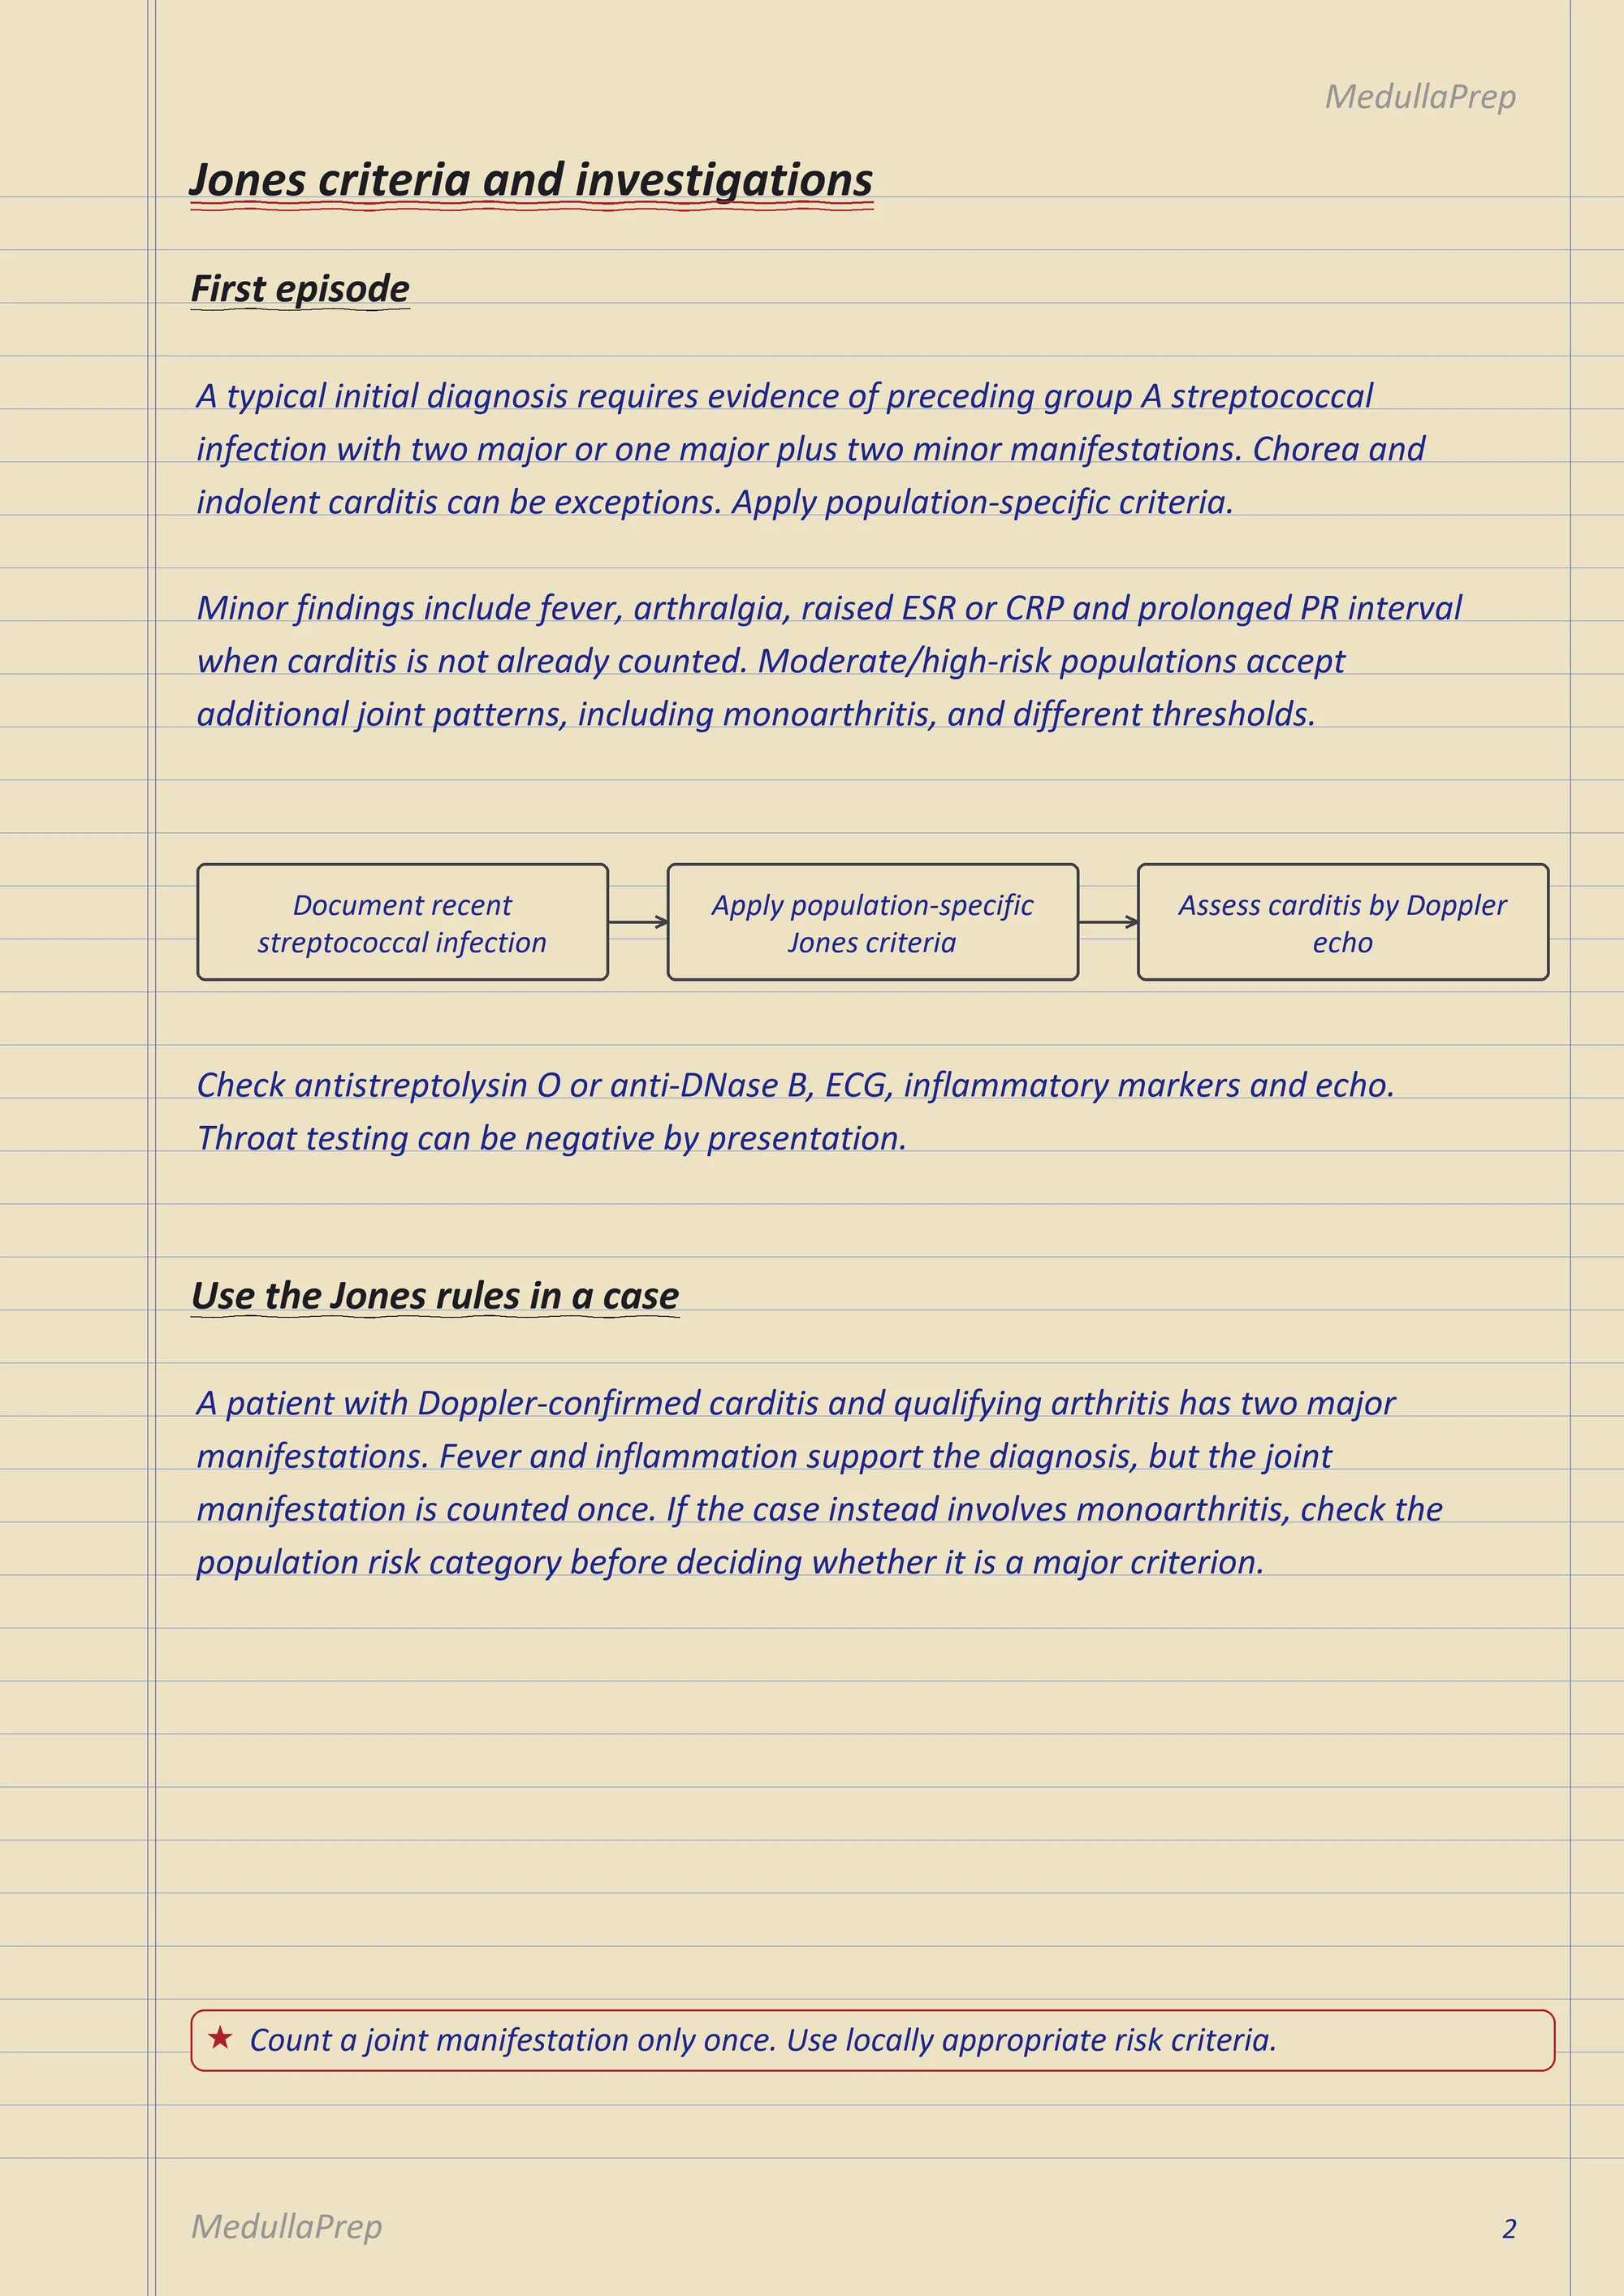 MedullaPrep
Jones criteria and investigations
First episode
A typical initial diagnosis requires evidence of preceding group A streptococcal
infection with two major or one major plus two minor manifestations. Chorea and
indolent carditis can be exceptions. Apply population-specific criteria.
Minor findings include fever, arthralgia, raised ESR or CRP and prolonged PR interval
when carditis is not already counted. Moderate/high-risk populations accept
additional joint patterns, including monoarthritis, and different thresholds.
Document recent
streptococcal infection
Apply population-specific
Jones criteria
Assess carditis by Doppler
echo
Check antistreptolysin O or anti-DNase B, ECG, inflammatory markers and echo.
Throat testing can be negative by presentation.
Use the Jones rules in a case
A patient with Doppler-confirmed carditis and qualifying arthritis has two major
manifestations. Fever and inflammation support the diagnosis, but the joint
manifestation is counted once. If the case instead involves monoarthritis, check the
population risk category before deciding whether it is a major criterion.
★ Count a joint manifestation only once. Use locally appropriate risk criteria.
MedullaPrep
2